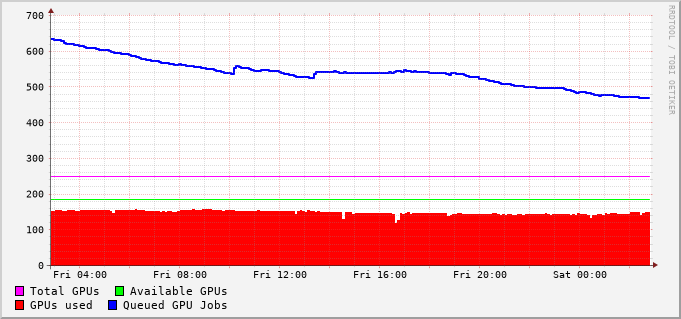 RRDTOOL / TOBI OETIKER
700
600
500
400
300
200
100
0
Fri 04:00 Fri 08:00 Fri 12:00 Fri 16:00 Fri 20:00 Sat 00:00
Total GPUs Available GPUs
GPUs used Queued GPU Jobs